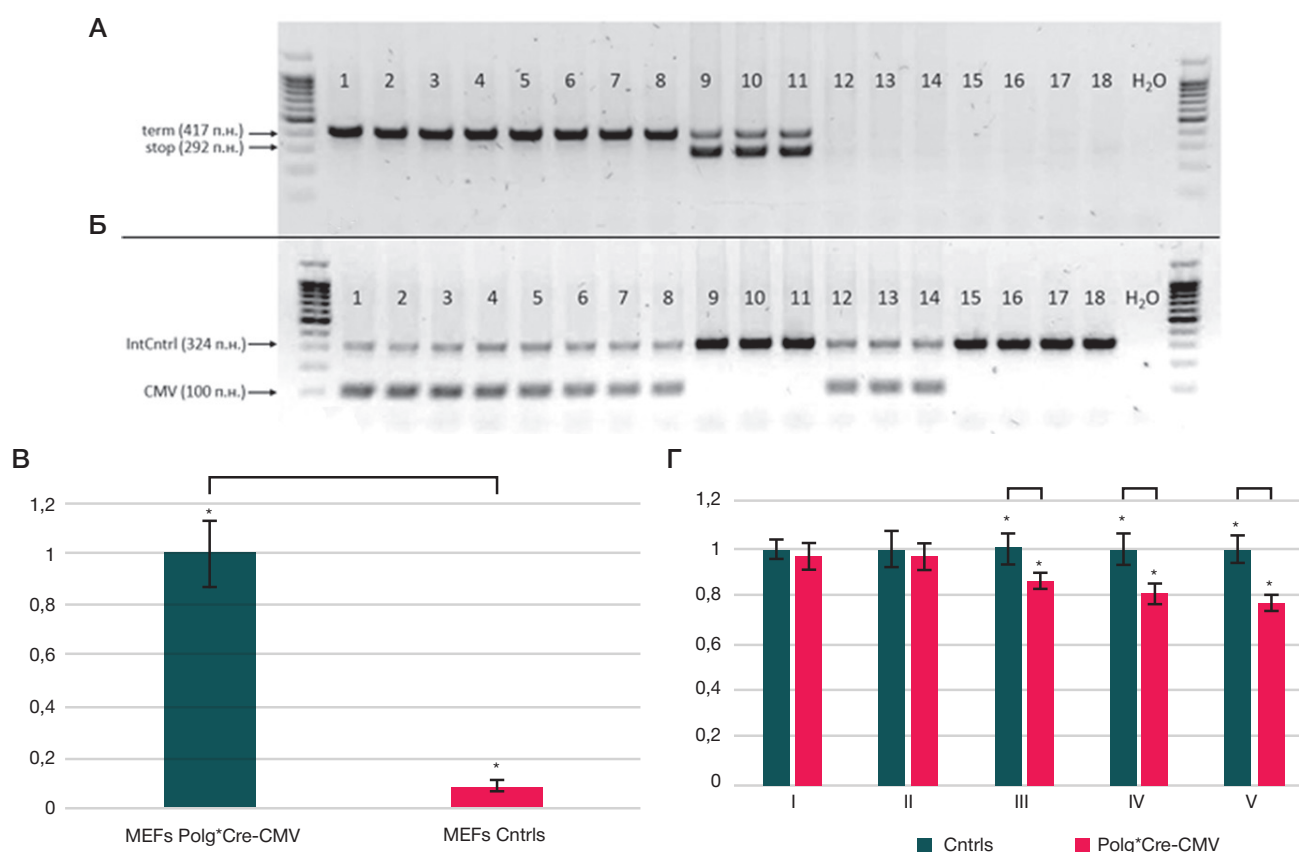 А
1 2 3 4 5 6 7 8 9 10 11 12 13 14 15 16 17 18 H₂O
term (417 п.н.)
stop (292 п.н.)
Б
1 2 3 4 5 6 7 8 9 10 11 12 13 14 15 16 17 18 H₂O
IntCntrl (324 п.н.)
CMV (100 п.н.)
В
1,2
1
0,8
0,6
0,4
0,2
0
*
*
MEFs Polg*Cre-CMV
MEFs Cntrls
Г
1,2
1
0,8
0,6
0,4
0,2
0
* * *
* * *
I II III IV V
Cntrls
Polg*Cre-CMV